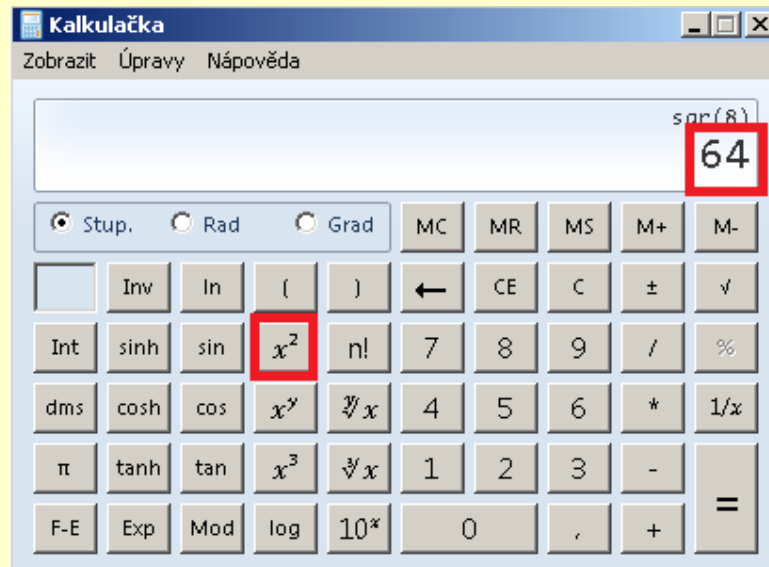 Kalkulačka
Zobrazit Úpravy Nápověda
sqr(8)
64
Stup. Rad Grad MC MR MS M+ M-
Inv ln ( ) ← CE C ± √
Int sinh sin x² n! 7 8 9 / %
dms cosh cos xʸ ʸ√x 4 5 6 * 1/x
π tanh tan x³ ³√x 1 2 3 - =
F-E Exp Mod log 10ˣ 0 , +